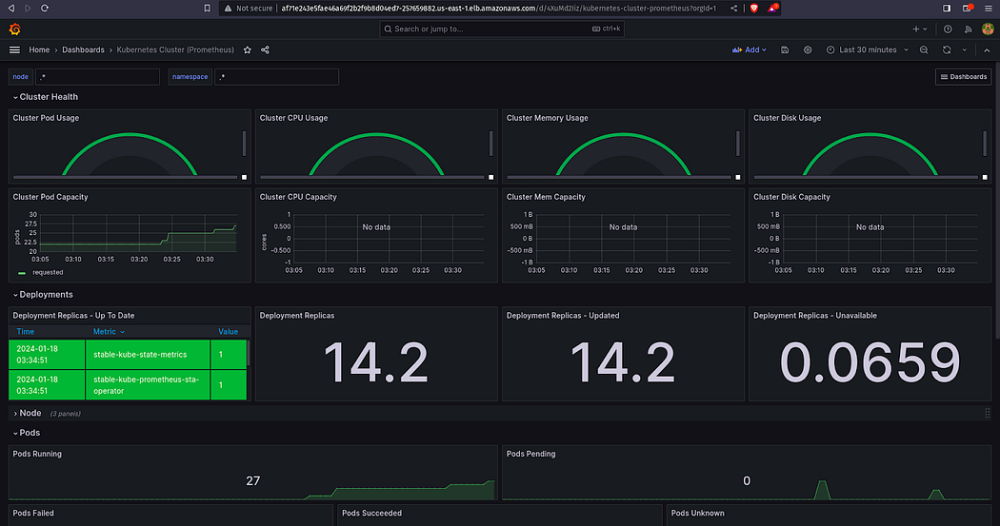 Not secure af71e243e5fae46a69f2b2f9b8d04ed7-257659882.us-east-1.elb.amazonaws.com/d/4XuMd2Iiz/kubernetes-cluster-prometheus?orgId=1
Search or jump to... ctrl+k
Home Dashboards Kubernetes Cluster (Prometheus) Add Last 30 minutes
node .* namespace .* Dashboards
Cluster Health
Cluster Pod Usage Cluster CPU Usage Cluster Memory Usage Cluster Disk Usage
Cluster Pod Capacity
pods
30
27.5
25
22.5
20
03:05 03:10 03:15 03:20 03:25 03:30
requested
Cluster CPU Capacity
cores
1
0.500
0
-0.500
-1
No data
03:05 03:10 03:15 03:20 03:25 03:30
Cluster Mem Capacity
1 B
500 mB
0 B
-500 mB
-1 B
No data
03:05 03:10 03:15 03:20 03:25 03:30
Cluster Disk Capacity
1 B
500 mB
0 B
-500 mB
-1 B
No data
03:05 03:10 03:15 03:20 03:25 03:30
Deployments
Deployment Replicas - Up To Date
Time Metric Value
2024-01-18
03:34:51
stable-kube-state-metrics
1
2024-01-18
03:34:51
stable-kube-prometheus-sta-
operator
1
Deployment Replicas
14.2
Deployment Replicas - Updated
14.2
Deployment Replicas - Unavailable
0.0659
Node (3 panels)
Pods
Pods Running
27
Pods Pending
0
Pods Failed Pods Succeeded Pods Unknown